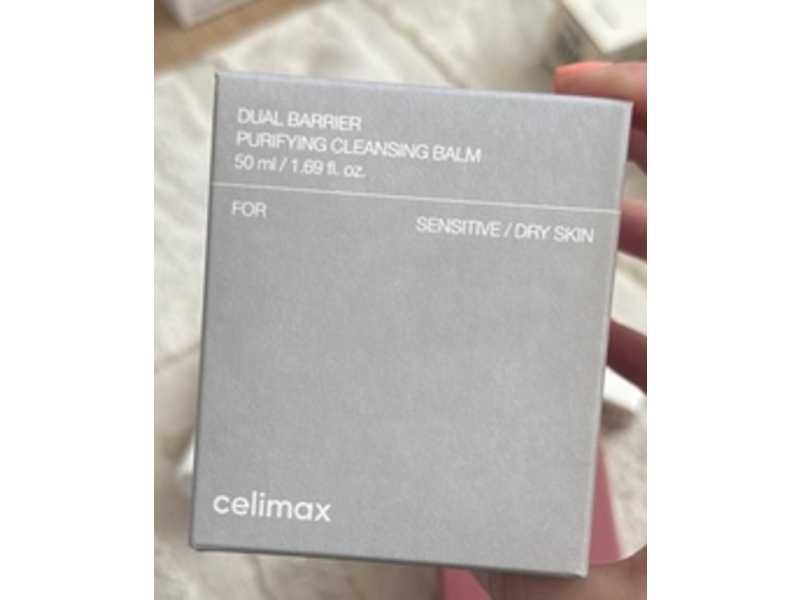 DUAL BARRIER
PURIFYING CLEANSING BALM
50 ml / 1.69 fl. oz.
FOR SENSITIVE / DRY SKIN
celimax